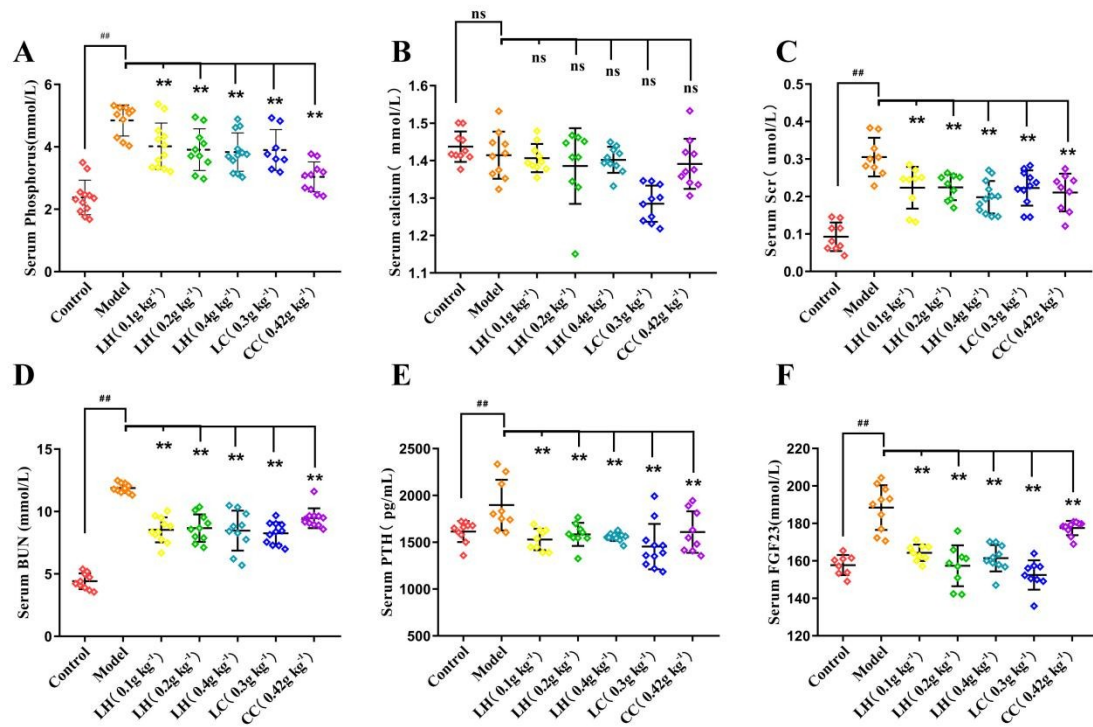 A
Serum Phosphorus(mmol/L)
##
** ** ** ** **
6
4
2
0
Control
Model
LH( 0.1g kg⁻¹)
LH( 0.2g kg⁻¹)
LH( 0.4g kg⁻¹)
LC( 0.3g kg⁻¹)
CC( 0.42g kg⁻¹)
B
Serum calcium( mmol/L)
ns
ns ns ns ns ns
1.6
1.5
1.4
1.3
1.2
1.1
Control
Model
LH( 0.1g kg⁻¹)
LH( 0.2g kg⁻¹)
LH( 0.4g kg⁻¹)
LC( 0.3g kg⁻¹)
CC( 0.42g kg⁻¹)
C
Serum Scr( umol/L)
##
** ** ** ** **
0.5
0.4
0.3
0.2
0.1
0.0
Control
Model
LH( 0.1g kg⁻¹)
LH( 0.2g kg⁻¹)
LH( 0.4g kg⁻¹)
LC( 0.3g kg⁻¹)
CC( 0.42g kg⁻¹)
D
Serum BUN (mmol/L)
##
** ** ** ** **
15
10
5
0
Control
Model
LH( 0.1g kg⁻¹)
LH( 0.2g kg⁻¹)
LH( 0.4g kg⁻¹)
LC( 0.3g kg⁻¹)
CC( 0.42g kg⁻¹)
E
Serum PTH( pg/mL)
##
** ** ** ** **
2500
2000
1500
1000
500
Control
Model
LH( 0.1g kg⁻¹)
LH( 0.2g kg⁻¹)
LH( 0.4g kg⁻¹)
LC( 0.3g kg⁻¹)
CC( 0.42g kg⁻¹)
F
Serum FGF23(mmol/L)
##
** ** ** ** **
220
200
180
160
140
120
Control
Model
LH( 0.1g kg⁻¹)
LH( 0.2g kg⁻¹)
LH( 0.4g kg⁻¹)
LC( 0.3g kg⁻¹)
CC( 0.42g kg⁻¹)